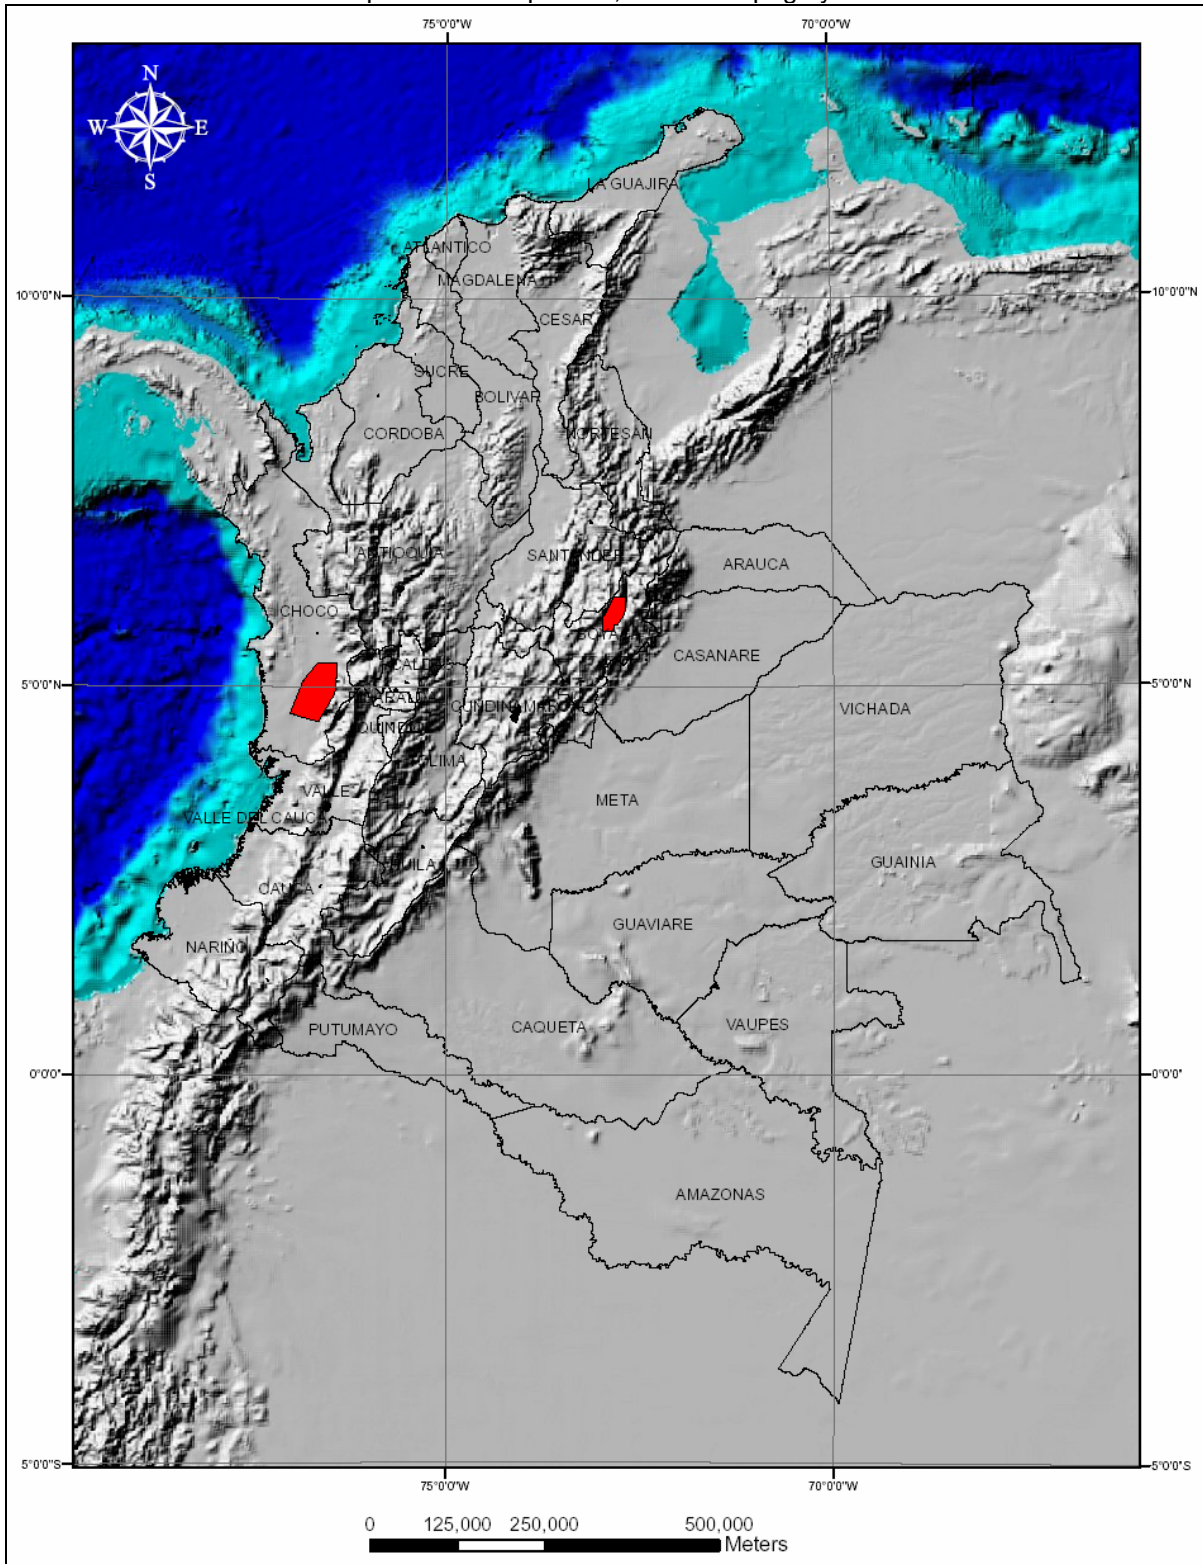 75°0'0"W 70°0'0"W
N
W E
S
LA GUAJIRA
ATLANTICO
MAGDALENA
10°0'0"N 10°0'0"N
CESAR
SUCRE
BOLIVAR
CORDOBA
ANTIOQUIA
SANTANDER
ARAUCA
CHOCO
CASANARE
5°0'0"N 5°0'0"N
VICHADA
META
VALLE
VALLE DEL CAUCA
GUAINIA
HUILA
CAUCA
GUAVIARE
NARIÑO
PUTUMAYO
CAQUETA
VAUPES
0°0'0" 0°0'0"
AMAZONAS
5°0'0"S 5°0'0"S
75°0'0"W 70°0'0"W
0 125,000 250,000 500,000
Meters